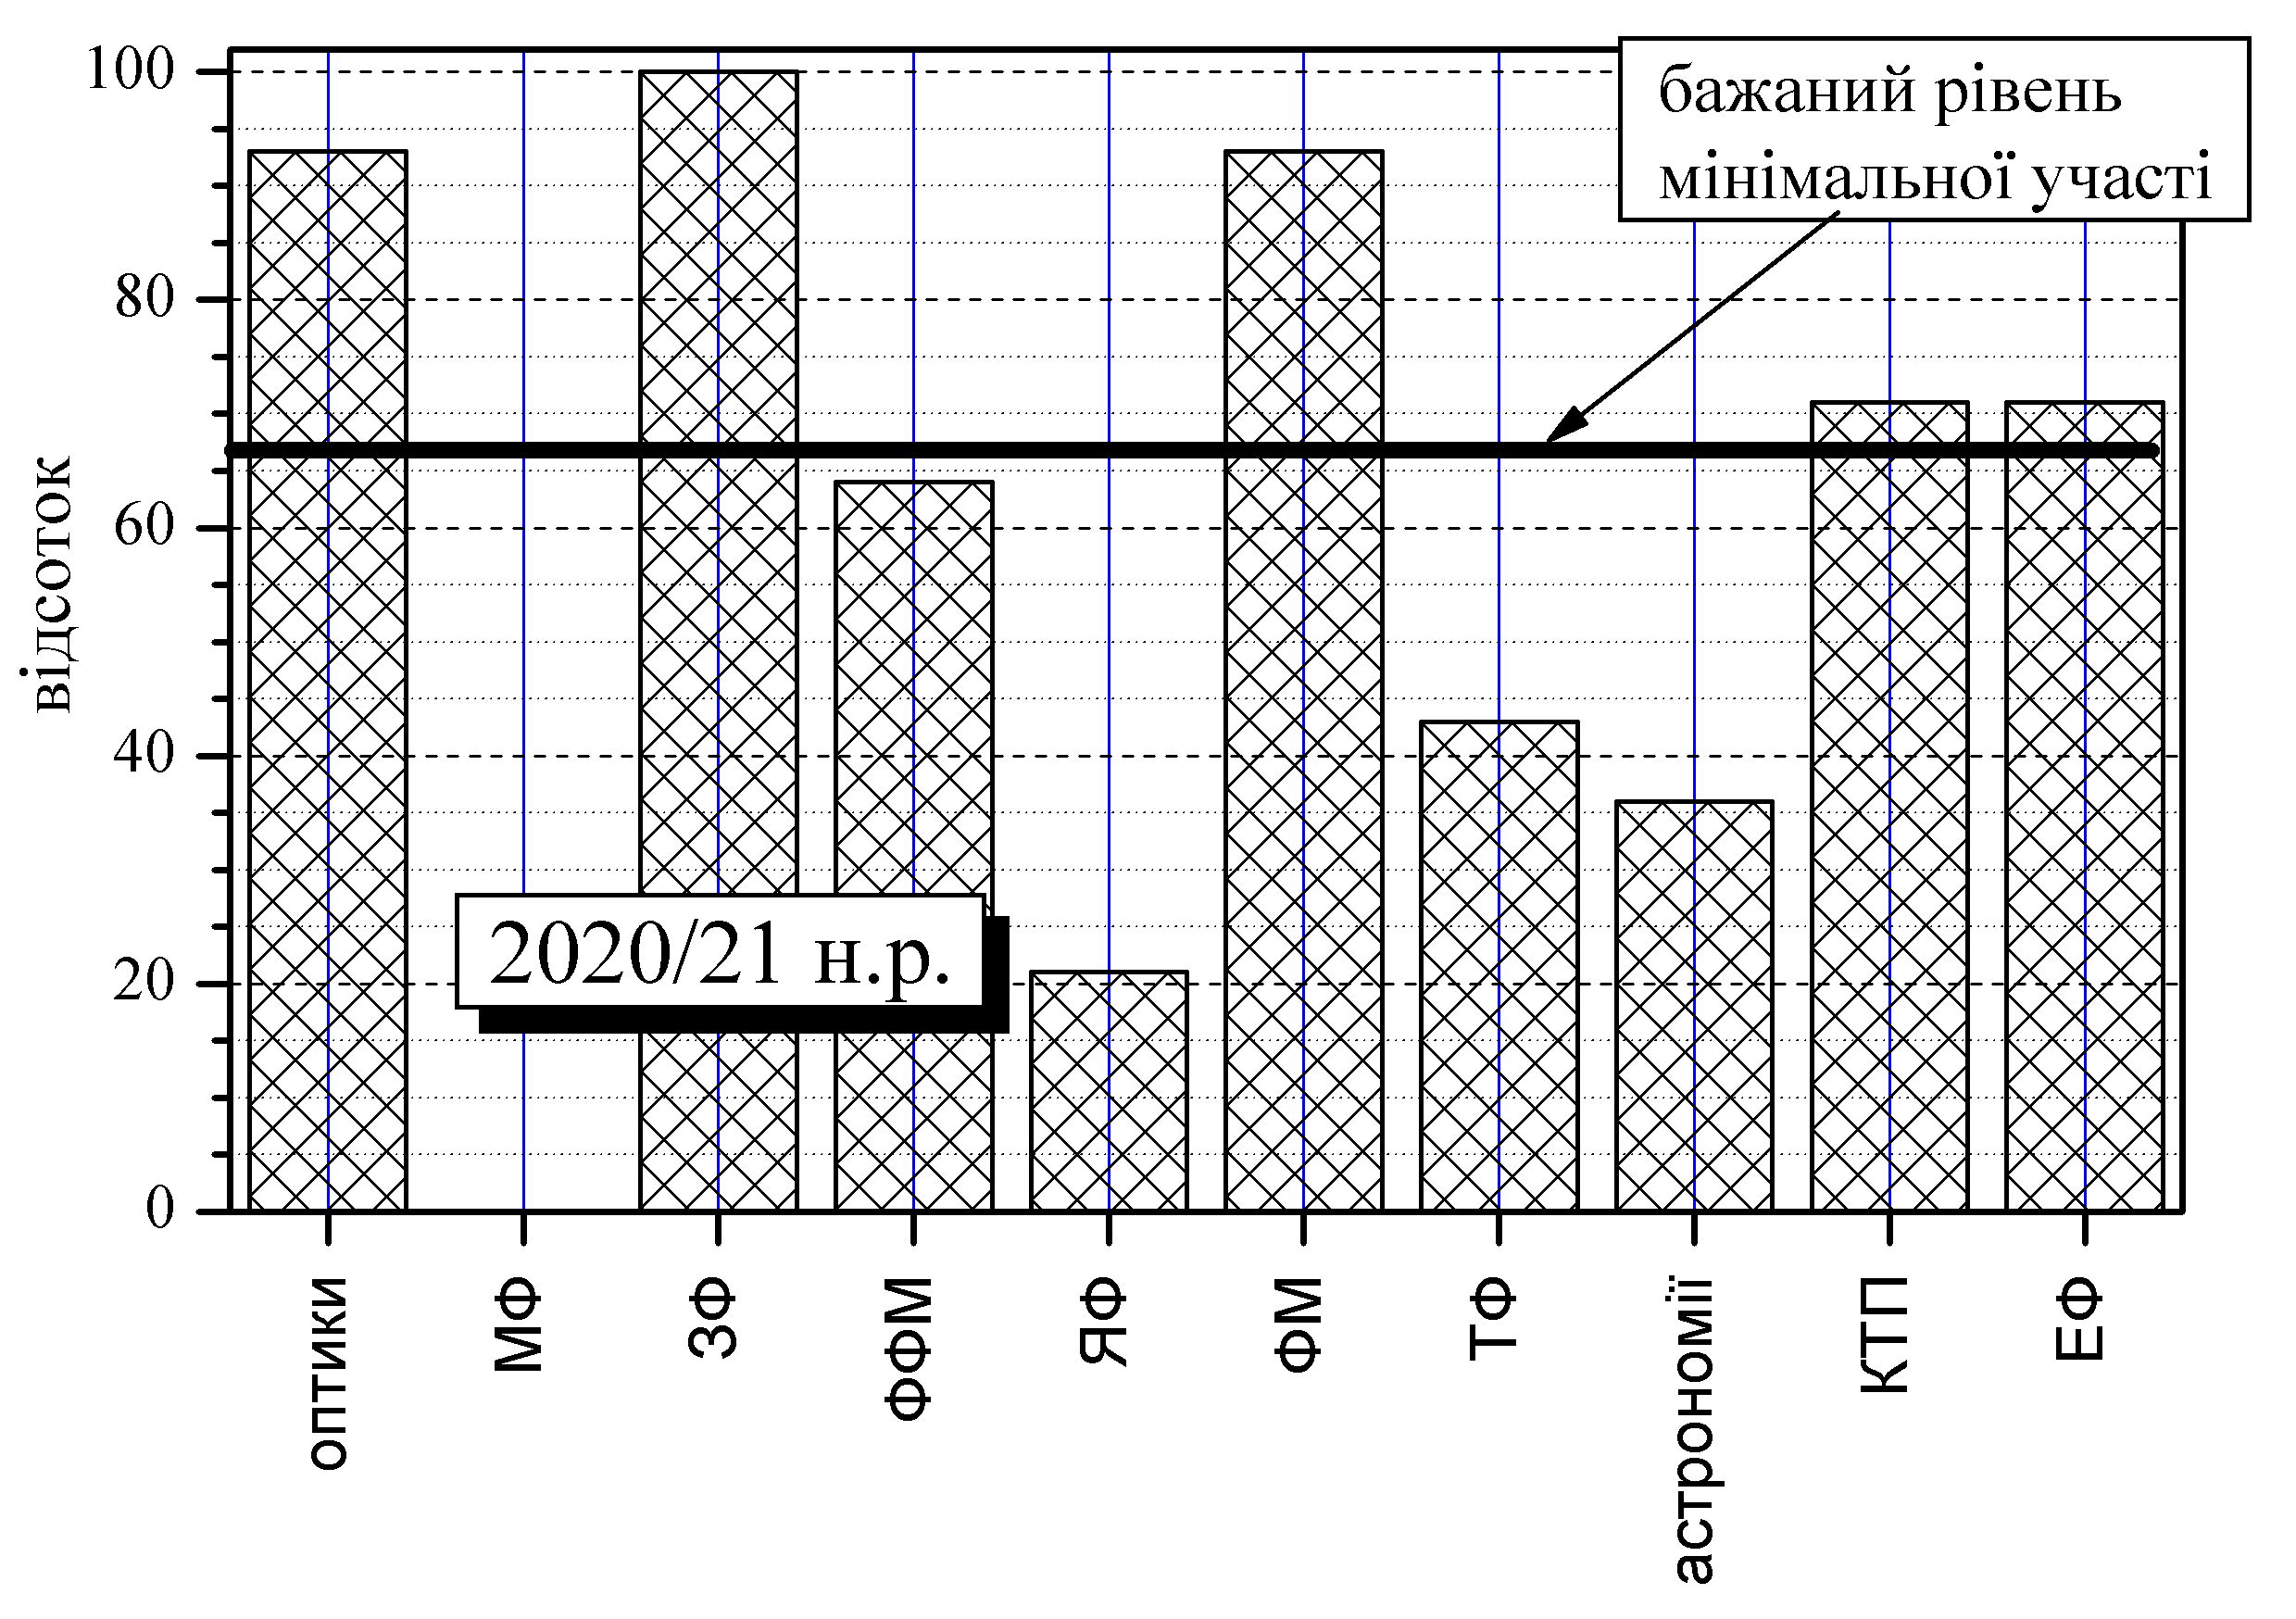 100
80
60
40
20
0
відсоток
бажаний рівень
мінімальної участі
2020/21 н.р.
оптики
МФ
ЗФ
ФФМ
ЯФ
ФМ
ТФ
астрономії
КТП
ЕФ